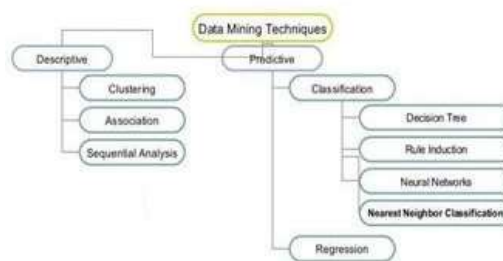 Data Mining Techniques
Descriptive
Predictive
Clustering
Classification
Association
Decision Tree
Sequential Analysis
Rule Induction
Neural Networks
Nearest Neighbor Classification
Regression